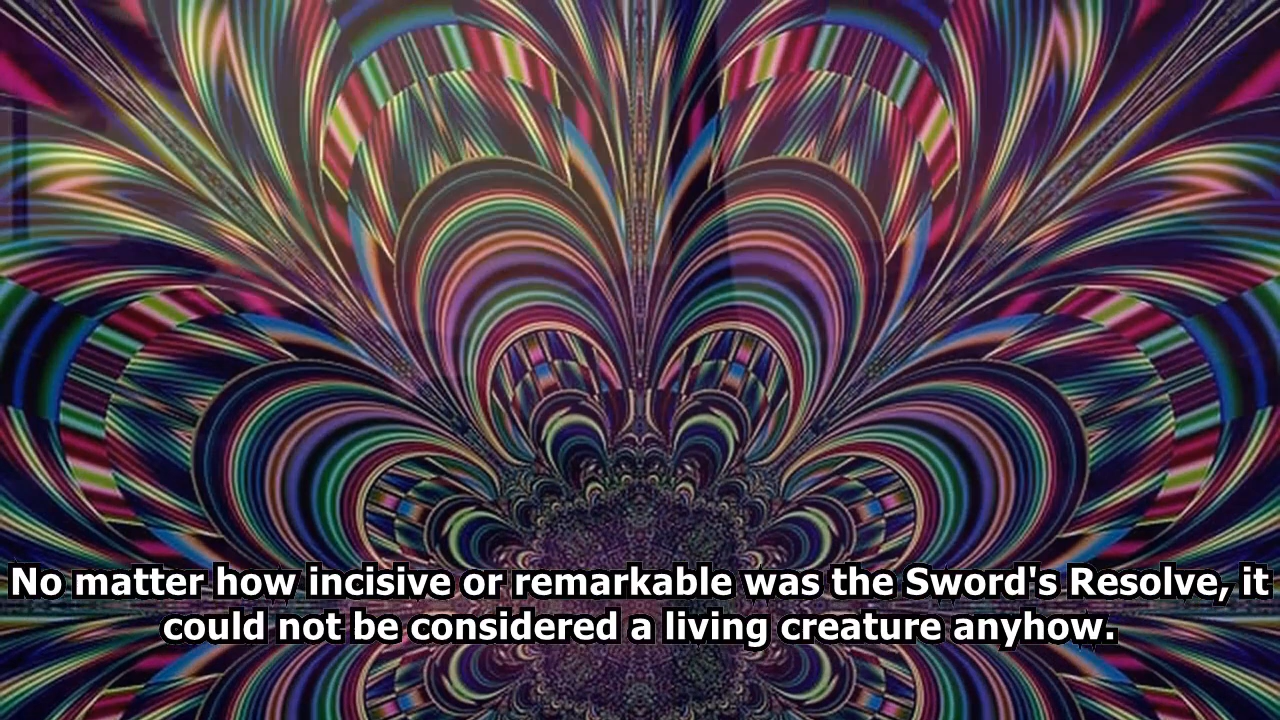 No matter how incisive or remarkable was the Sword's Resolve, it
could not be considered a living creature anyhow.